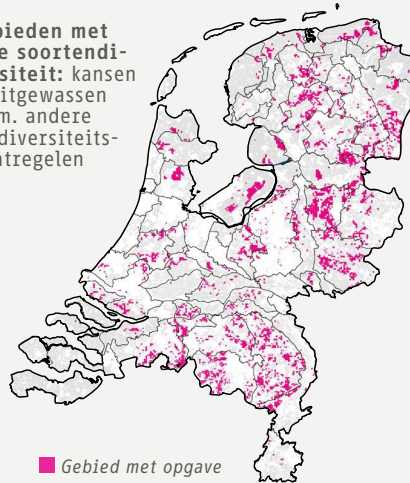 bieden met
e soortendi-
siteit: kansen
itgewassen
m. andere
diversiteits-
atregelen
Gebied met opgave